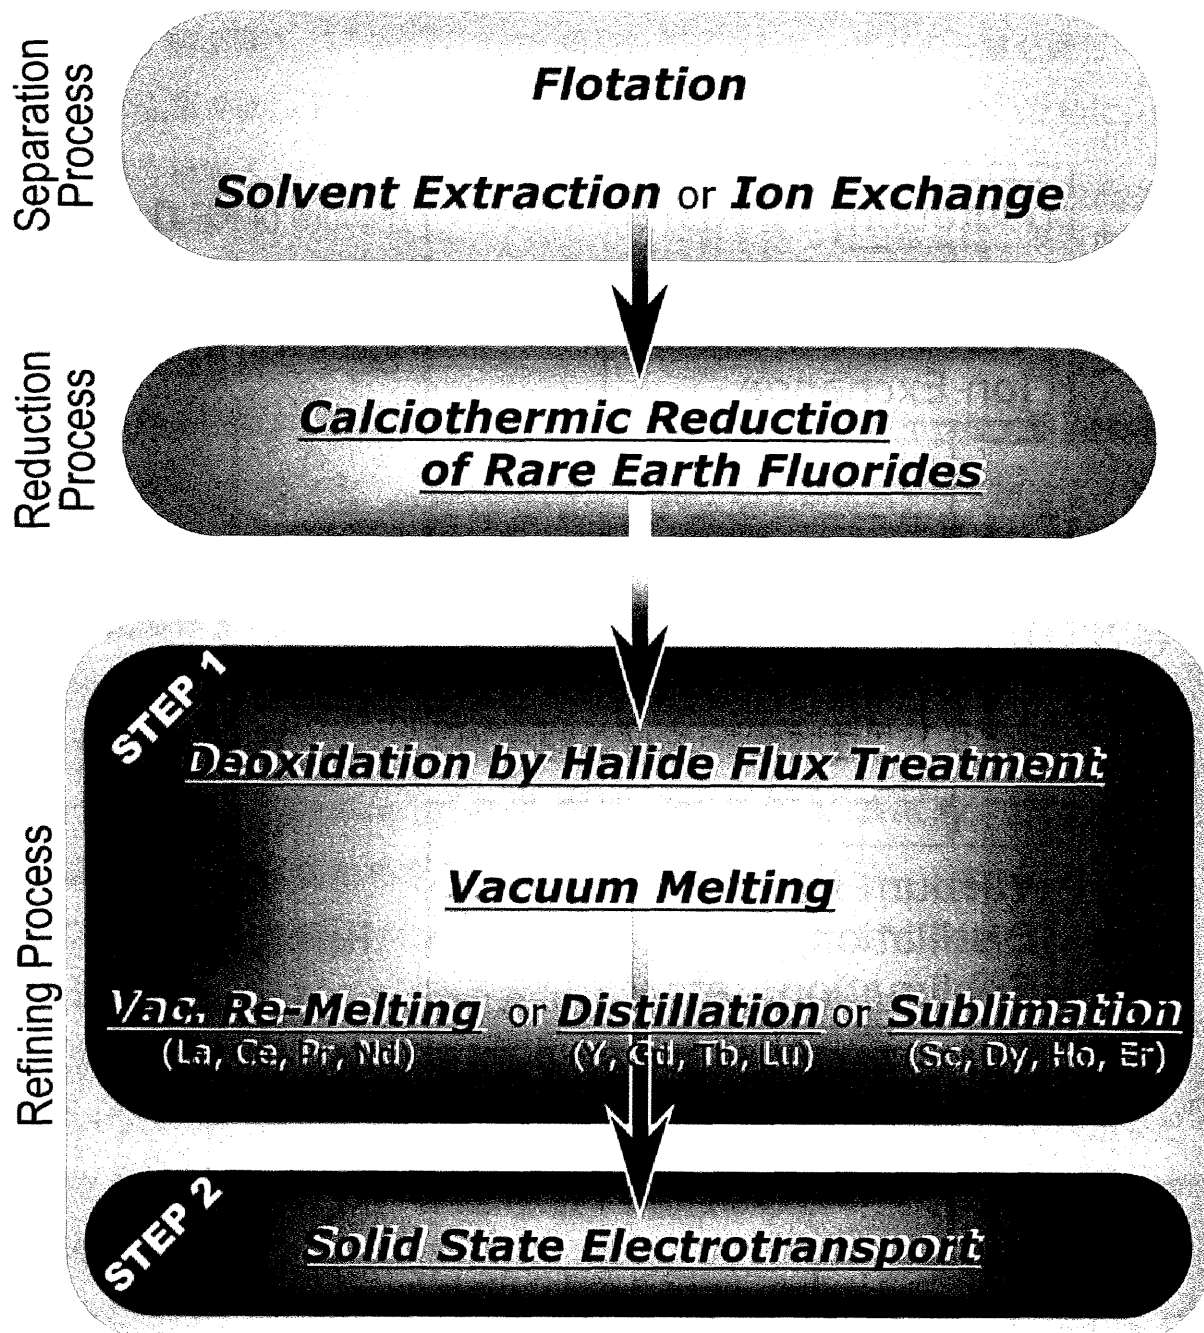 Separation
Process
Flotation
Solvent Extraction or Ion Exchange
Reduction
Process
Calciothermic Reduction
of Rare Earth Fluorides
Refining Process
STEP 1
Deoxidation by Halide Flux Treatment
Vacuum Melting
Vac. Re-Melting or Distillation or Sublimation
(La, Ce, Pr, Nd) (Y, Gd, Tb, Lu) (Sc, Dy, Ho, Er)
STEP 2
Solid State Electrotransport